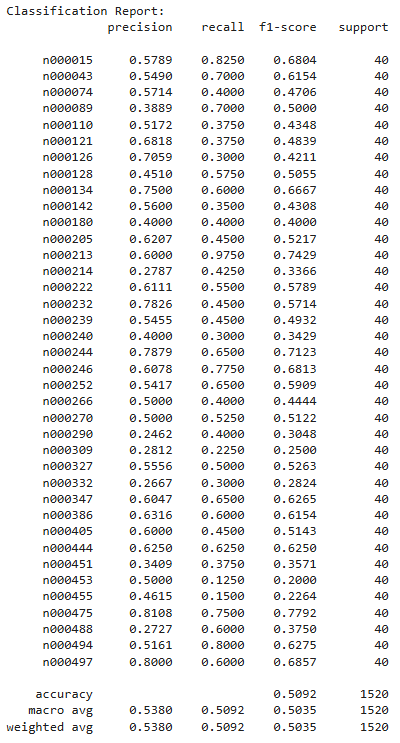 Classification Report:
precision recall f1-score support
n000015 0.5789 0.8250 0.6804 40
n000043 0.5490 0.7000 0.6154 40
n000074 0.5714 0.4000 0.4706 40
n000089 0.3889 0.7000 0.5000 40
n000110 0.5172 0.3750 0.4348 40
n000121 0.6818 0.3750 0.4839 40
n000126 0.7059 0.3000 0.4211 40
n000128 0.4510 0.5750 0.5055 40
n000134 0.7500 0.6000 0.6667 40
n000142 0.5600 0.3500 0.4308 40
n000180 0.4000 0.4000 0.4000 40
n000205 0.6207 0.4500 0.5217 40
n000213 0.6000 0.9750 0.7429 40
n000214 0.2787 0.4250 0.3366 40
n000222 0.6111 0.5500 0.5789 40
n000232 0.7826 0.4500 0.5714 40
n000239 0.5455 0.4500 0.4932 40
n000240 0.4000 0.3000 0.3429 40
n000244 0.7879 0.6500 0.7123 40
n000246 0.6078 0.7750 0.6813 40
n000252 0.5417 0.6500 0.5909 40
n000266 0.5000 0.4000 0.4444 40
n000270 0.5000 0.5250 0.5122 40
n000290 0.2462 0.4000 0.3048 40
n000309 0.2812 0.2250 0.2500 40
n000327 0.5556 0.5000 0.5263 40
n000332 0.2667 0.3000 0.2824 40
n000347 0.6047 0.6500 0.6265 40
n000386 0.6316 0.6000 0.6154 40
n000405 0.6000 0.4500 0.5143 40
n000444 0.6250 0.6250 0.6250 40
n000451 0.3409 0.3750 0.3571 40
n000453 0.5000 0.1250 0.2000 40
n000455 0.4615 0.1500 0.2264 40
n000475 0.8108 0.7500 0.7792 40
n000488 0.2727 0.6000 0.3750 40
n000494 0.5161 0.8000 0.6275 40
n000497 0.8000 0.6000 0.6857 40
accuracy 0.5092 1520
macro avg 0.5380 0.5092 0.5035 1520
weighted avg 0.5380 0.5092 0.5035 1520